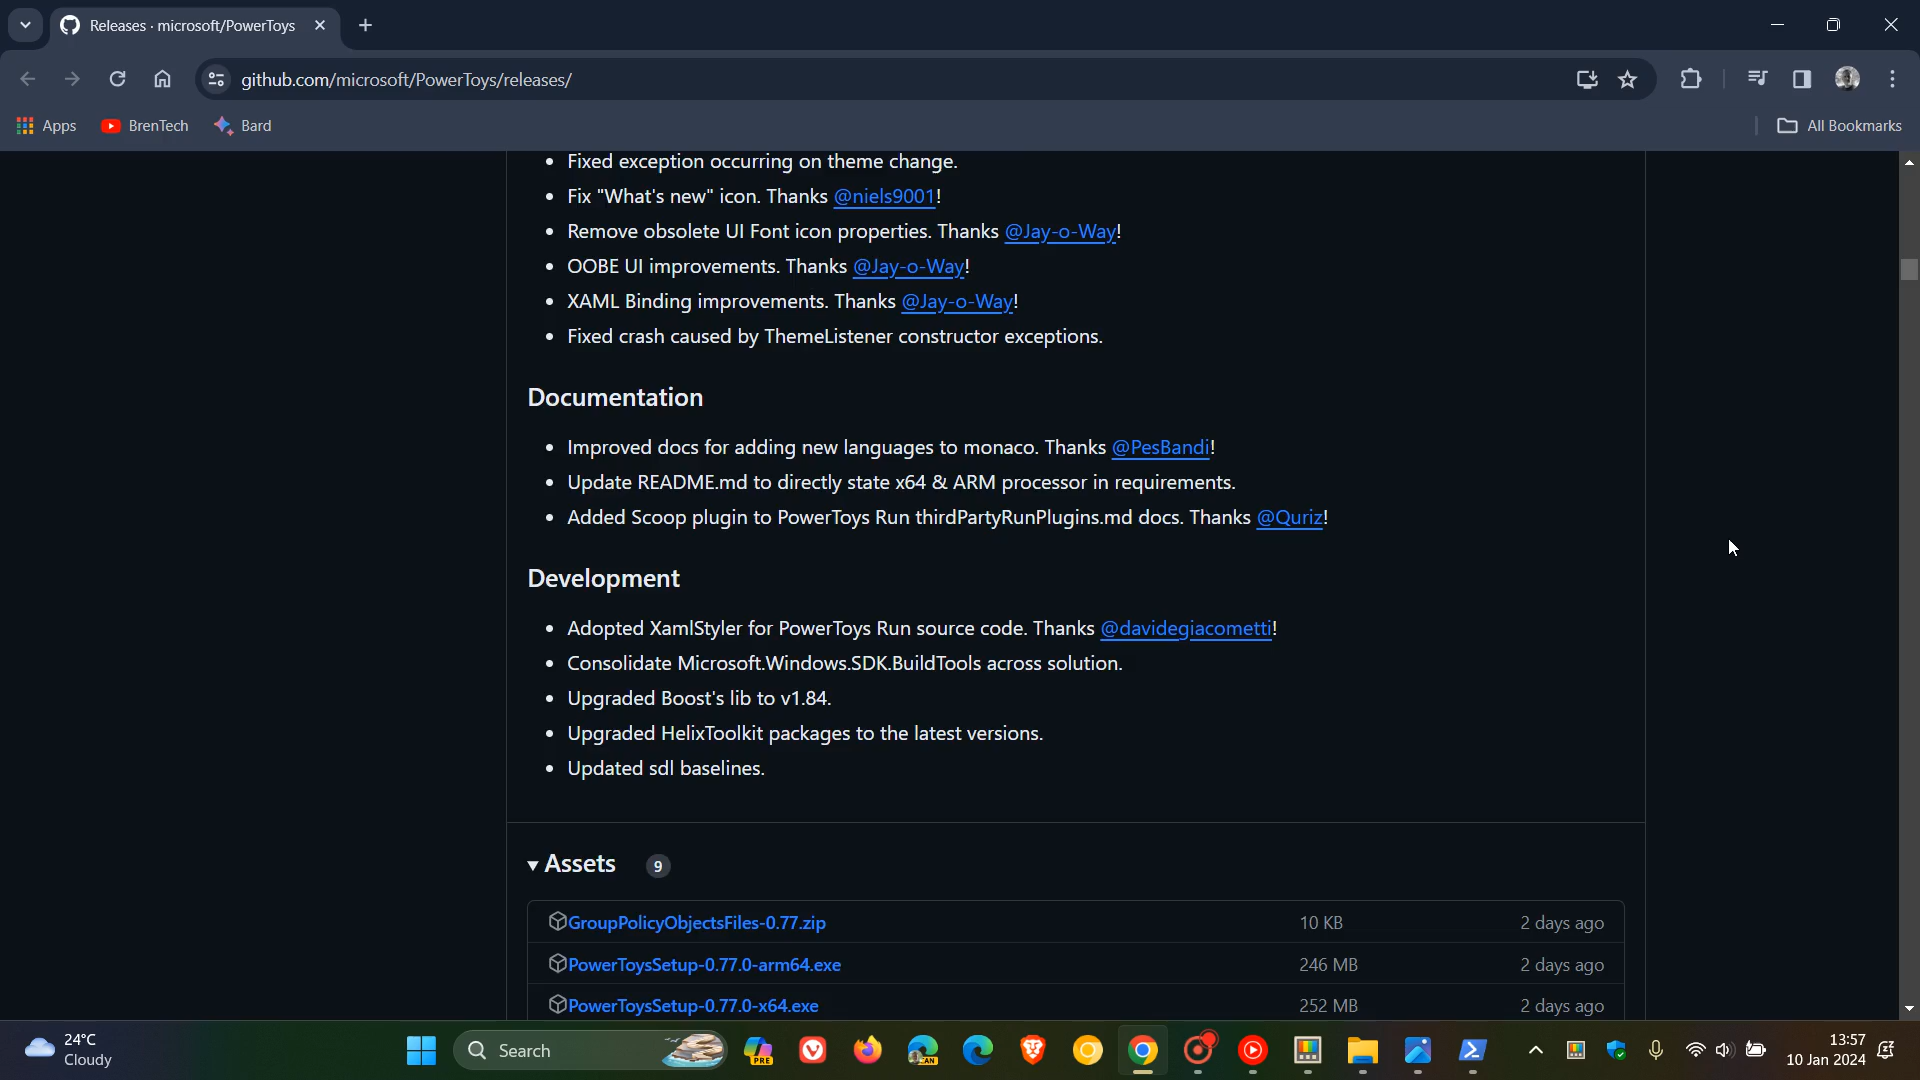 Releases · microsoft/PowerToys
github.com/microsoft/PowerToys/releases/
Apps
BrenTech
Bard
All Bookmarks
• Fixed exception occurring on theme change.
• Fix "What's new" icon. Thanks @niels9001!
• Remove obsolete UI Font icon properties. Thanks @Jay-o-Way!
• OOBE UI improvements. Thanks @Jay-o-Way!
• XAML Binding improvements. Thanks @Jay-o-Way!
• Fixed crash caused by ThemeListener constructor exceptions.
Documentation
• Improved docs for adding new languages to monaco. Thanks @PesBandi!
• Update README.md to directly state x64 & ARM processor in requirements.
• Added Scoop plugin to PowerToys Run thirdPartyRunPlugins.md docs. Thanks @Quriz!
Development
• Adopted XamlStyler for PowerToys Run source code. Thanks @davidegiacometti!
• Consolidate Microsoft.Windows.SDK.BuildTools across solution.
• Upgraded Boost's lib to v1.84.
• Upgraded HelixToolkit packages to the latest versions.
• Updated sdl baselines.
Assets 9
GroupPolicyObjectsFiles-0.77.zip 10 KB 2 days ago
PowerToysSetup-0.77.0-arm64.exe 246 MB 2 days ago
PowerToysSetup-0.77.0-x64.exe 252 MB 2 days ago
24°C
Cloudy
Search
PRE
CAN
13:57
10 Jan 2024